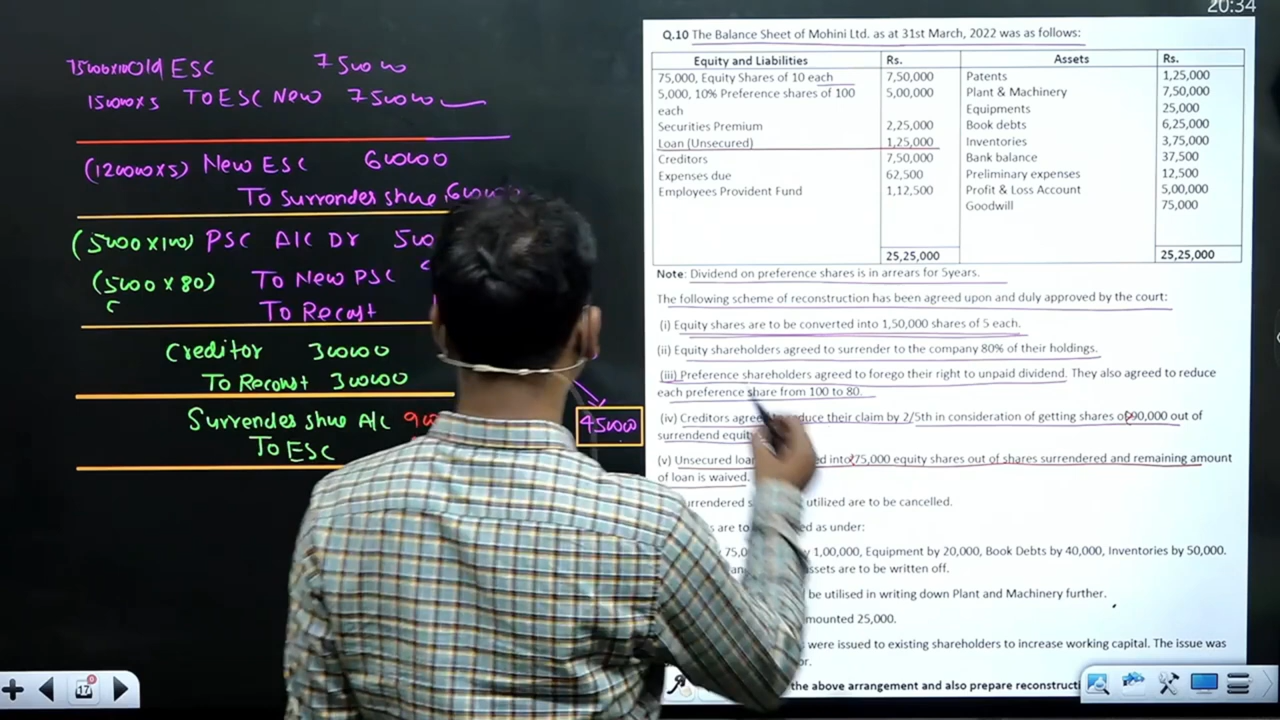 20:34
75000x10 Old ESC 750000
150000x5 To ESC New 750000
(120000x5) New ESC 600000
To Surrender share
(5000x100) PSC A/C Dr
(5000x80) To New PSC
To Recost
Creditor 300000
To Reconst 300000
Surrender share A/C
To ESC
450000
Q.10 The Balance Sheet of Mohini Ltd. as at 31st March, 2022 was as follows:
Equity and Liabilities Rs. Assets Rs.
75,000, Equity Shares of 10 each 7,50,000 Patents 1,25,000
5,000, 10% Preference shares of 100 5,00,000 Plant & Machinery 7,50,000
each Equipments 25,000
Securities Premium 2,25,000 Book debts 6,25,000
Loan (Unsecured) 1,25,000 Inventories 3,75,000
Creditors 7,50,000 Bank balance 37,500
Expenses due 62,500 Preliminary expenses 12,500
Employees Provident Fund 1,12,500 Profit & Loss Account 5,00,000
Goodwill 75,000
25,25,000 25,25,000
Note: Dividend on preference shares is in arrears for 5years.
The following scheme of reconstruction has been agreed upon and duly approved by the court:
(i) Equity shares are to be converted into 1,50,000 shares of 5 each.
(ii) Equity shareholders agreed to surrender to the company 80% of their holdings.
(iii) Preference shareholders agreed to forego their right to unpaid dividend. They also agreed to reduce
each preference share from 100 to 80.
(iv) Creditors agreed to reduce their claim by 2/5th in consideration of getting shares of 90,000 out of
surrendend equity
(v) Unsecured loan into 75,000 equity shares out of shares surrendered and remaining amount
of loan is waived.
utilized are to be cancelled.
are to as under:
1,00,000, Equipment by 20,000, Book Debts by 40,000, Inventories by 50,000.
are to be written off.
be utilised in writing down Plant and Machinery further.
25,000.
were issued to existing shareholders to increase working capital. The issue was
the above arrangement and also prepare
17